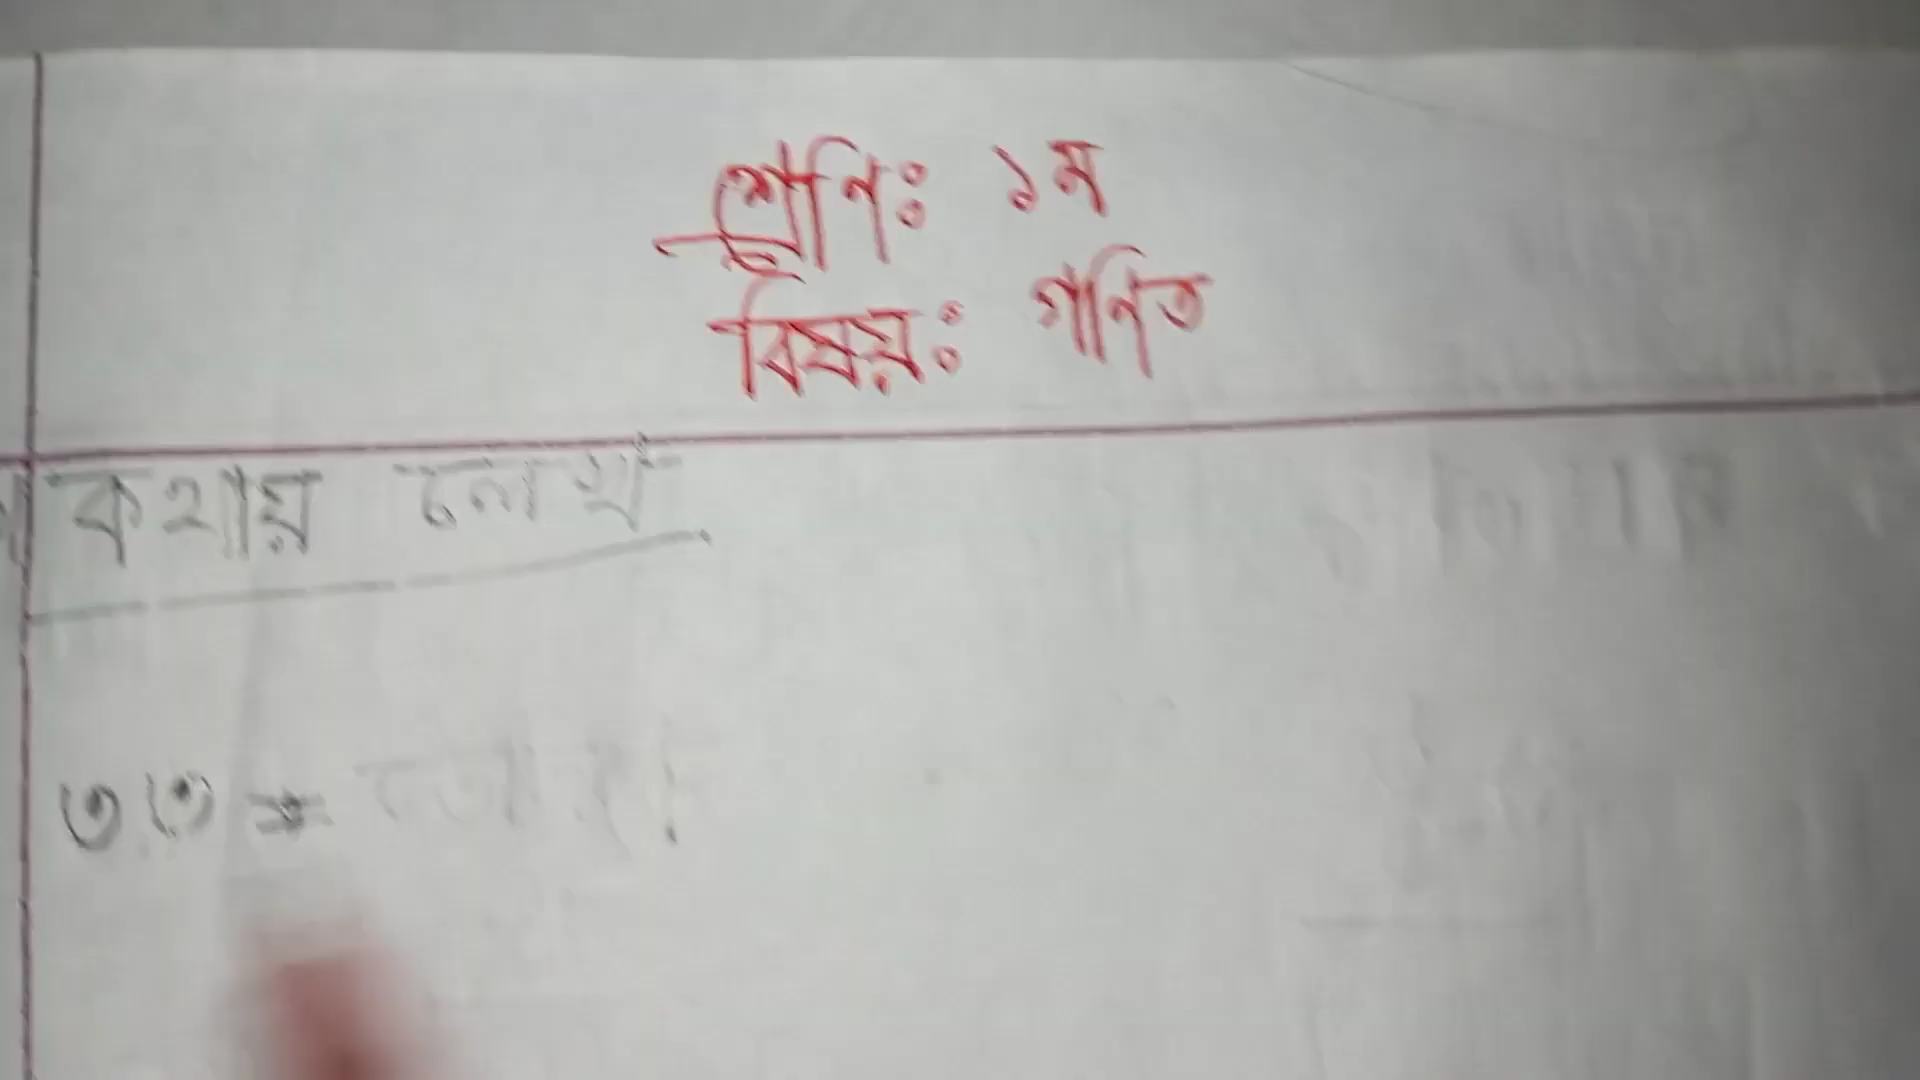 শ্রেণিঃ ১ম
বিষয়ঃ গণিত
কথায় লেখ
৩৩ =